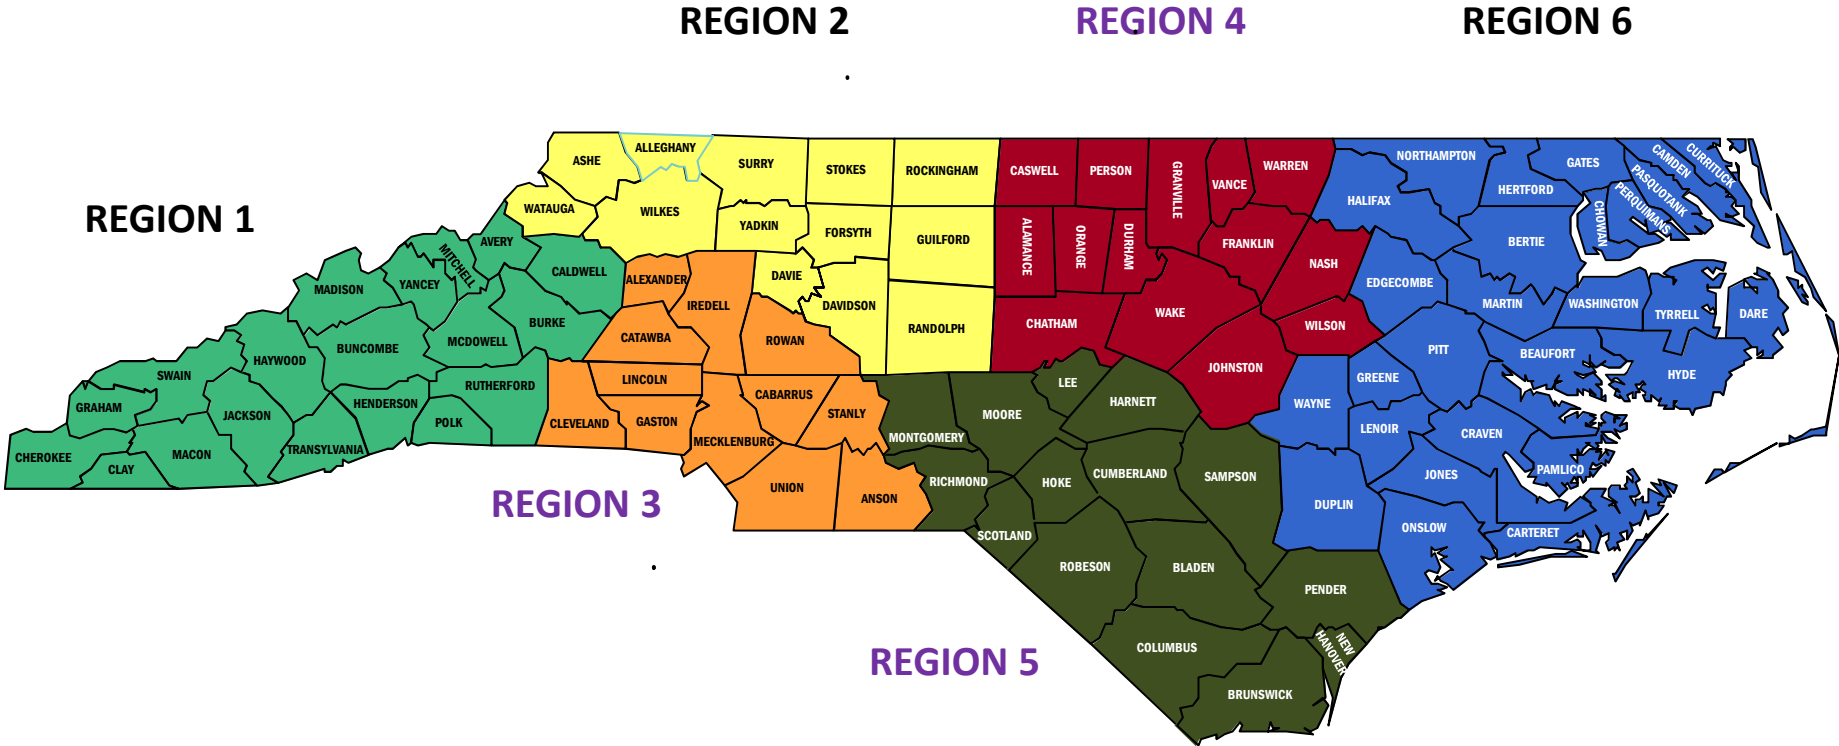 REGION 2
REGION 4
REGION 6
REGION 1
REGION 3
REGION 5
ASHE
ALLEGHANY
SURRY
STOKES
ROCKINGHAM
WATAUGA
WILKES
YADKIN
FORSYTH
GUILFORD
DAVIE
DAVIDSON
RANDOLPH
CASWELL
PERSON
GRANVILLE
VANCE
WARREN
ALAMANCE
ORANGE
DURHAM
FRANKLIN
NASH
CHATHAM
WAKE
WILSON
JOHNSTON
NORTHAMPTON
GATES
CAMDEN
CURRITUCK
PASQUOTANK
PERQUIMANS
HERTFORD
HALIFAX
CHOWAN
BERTIE
EDGECOMBE
MARTIN
WASHINGTON
TYRRELL
DARE
PITT
BEAUFORT
HYDE
GREENE
WAYNE
LENOIR
CRAVEN
PAMLICO
JONES
DUPLIN
ONSLOW
CARTERET
AVERY
MITCHELL
CALDWELL
MADISON
YANCEY
BURKE
MCDOWELL
BUNCOMBE
HAYWOOD
SWAIN
RUTHERFORD
HENDERSON
GRAHAM
JACKSON
POLK
TRANSYLVANIA
MACON
CHEROKEE
CLAY
ALEXANDER
IREDELL
CATAWBA
ROWAN
LINCOLN
CABARRUS
CLEVELAND
GASTON
STANLY
MECKLENBURG
UNION
ANSON
LEE
HARNETT
MOORE
MONTGOMERY
RICHMOND
HOKE
CUMBERLAND
SAMPSON
SCOTLAND
ROBESON
BLADEN
PENDER
COLUMBUS
NEW
HANOVER
BRUNSWICK